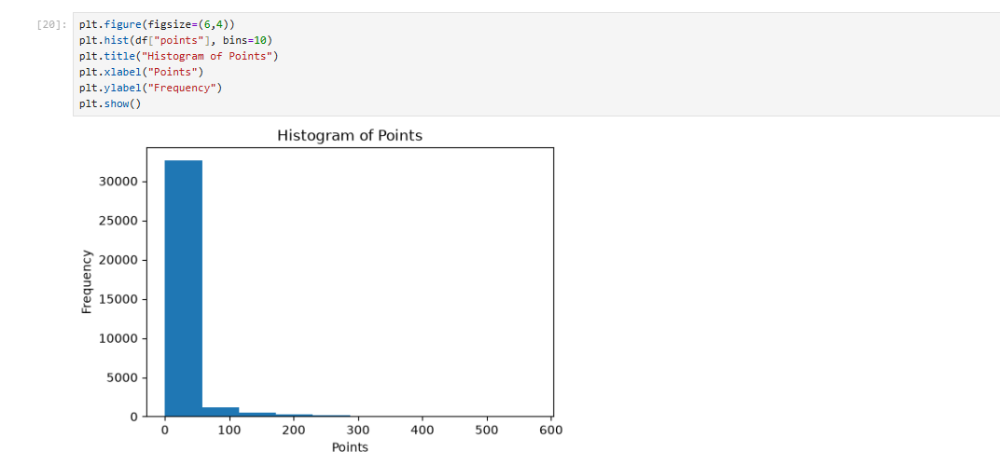 [20]: plt.figure(figsize=(6,4))
plt.hist(df["points"], bins=10)
plt.title("Histogram of Points")
plt.xlabel("Points")
plt.ylabel("Frequency")
plt.show()
Histogram of Points
30000
25000
20000
15000
10000
5000
0
Frequency
0 100 200 300 400 500 600
Points